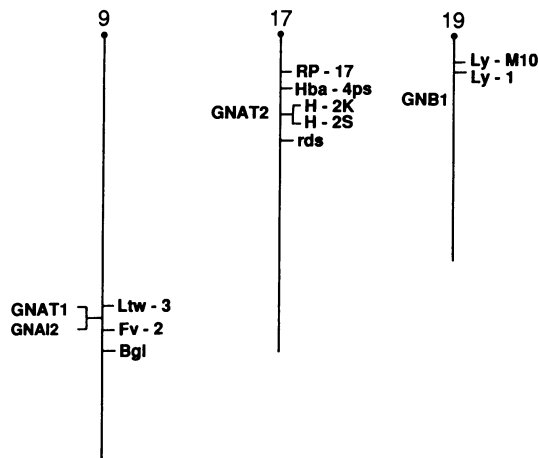 9
GNAT1
GNAI2
Ltw - 3
Fv - 2
Bgl
17
RP - 17
Hba - 4ps
GNAT2
H - 2K
H - 2S
rds
19
Ly - M10
Ly - 1
GNB1